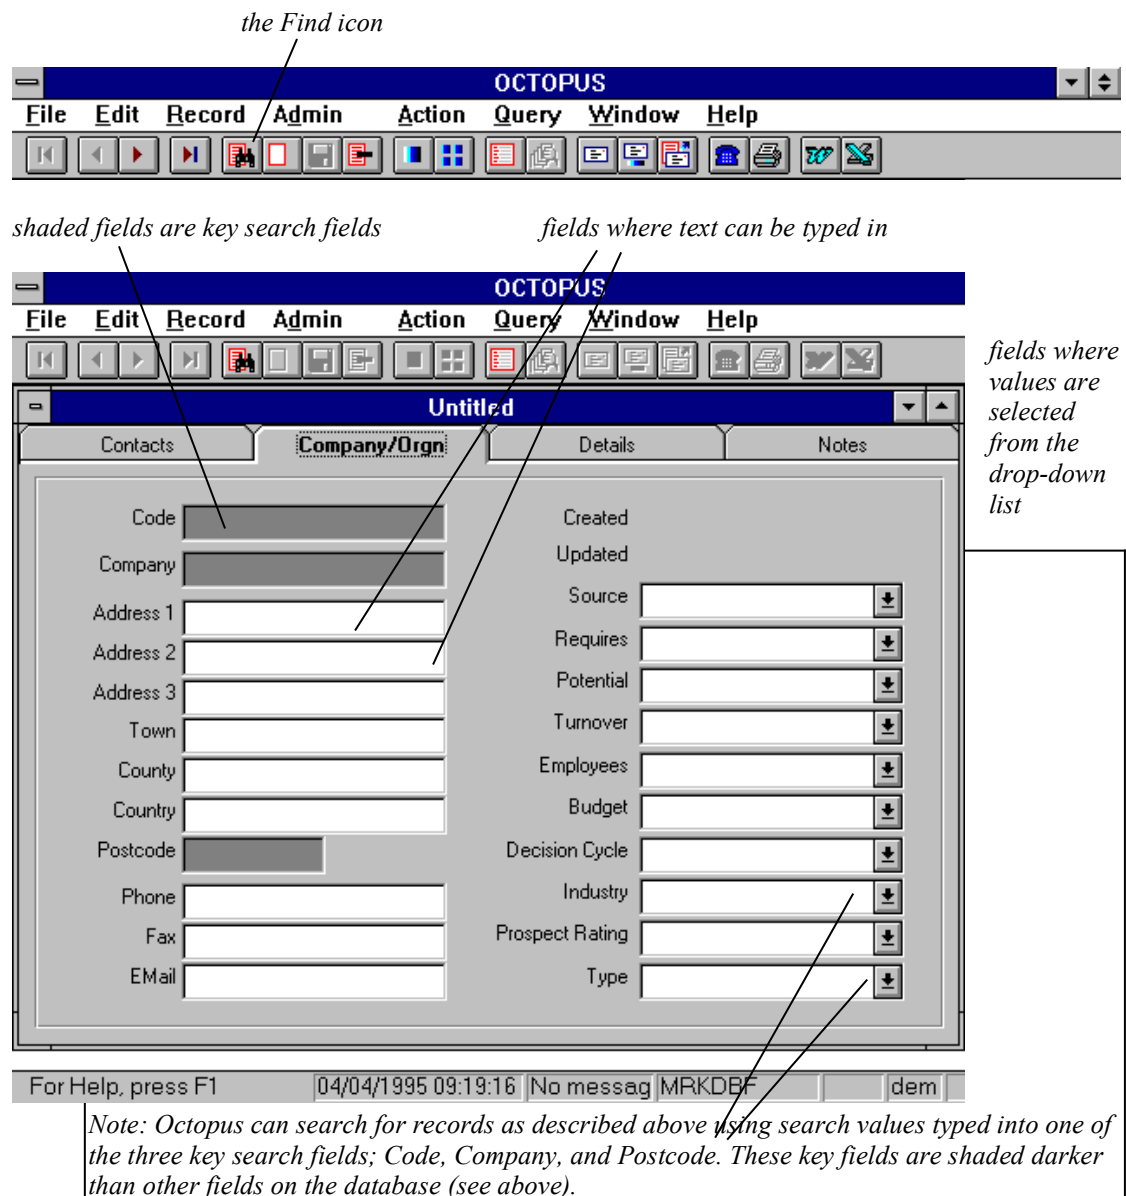 the Find icon
OCTOPUS
File Edit Record Admin Action Query Window Help
shaded fields are key search fields
fields where text can be typed in
OCTOPUS
File Edit Record Admin Action Query Window Help
fields where
values are
selected
from the
drop-down
list
Untitled
Contacts Company/Orgn Details Notes
Code
Company
Address 1
Address 2
Address 3
Town
County
Country
Postcode
Phone
Fax
EMail
Created
Updated
Source
Requires
Potential
Turnover
Employees
Budget
Decision Cycle
Industry
Prospect Rating
Type
For Help, press F1 04/04/1995 09:19:16 No messag MRKDBF dem
Note: Octopus can search for records as described above using search values typed into one of
the three key search fields; Code, Company, and Postcode. These key fields are shaded darker
than other fields on the database (see above).